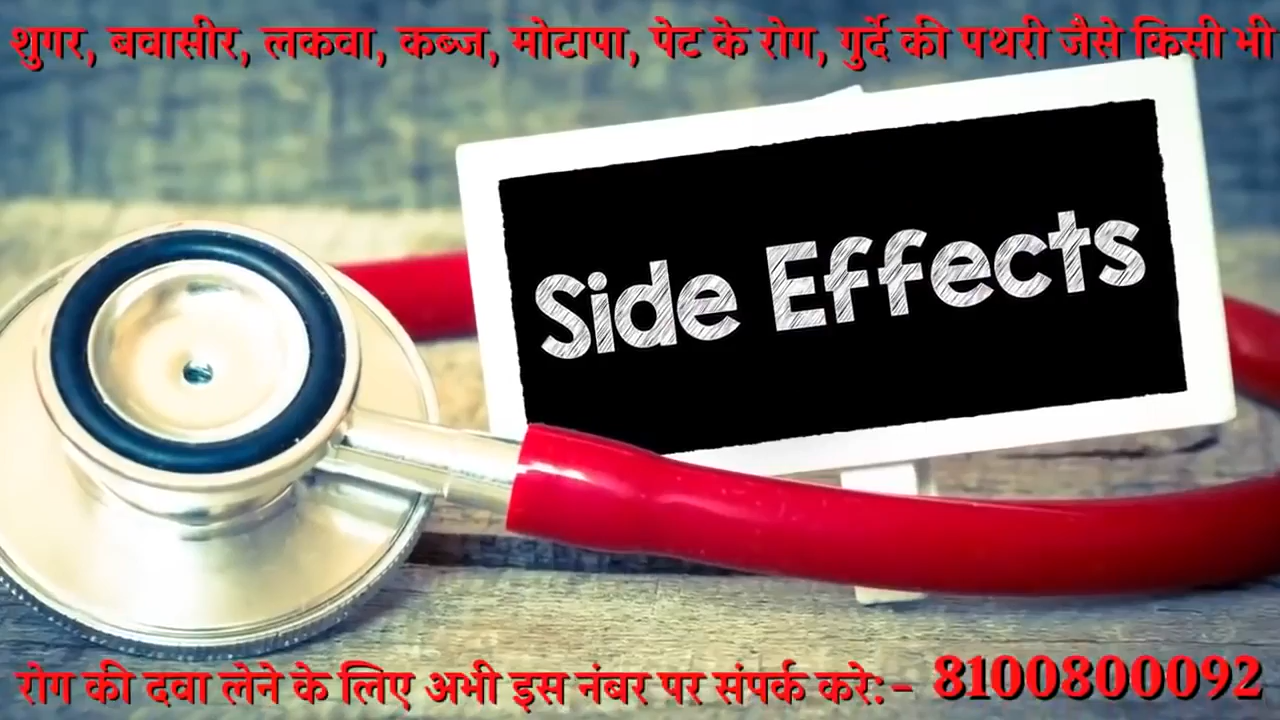 शुगर, बवासीर, लकवा, कब्ज, मोटापा, पेट के रोग, गुर्दे की पथरी जैसे किसी भी
Side Effects
रोग की दवा लेने के लिए अभी इस नंबर पर संपर्क करे:- 8100800092